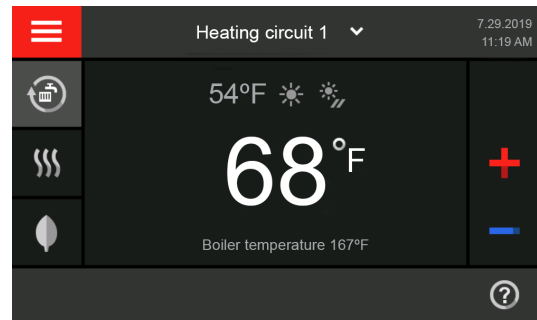 Heating circuit 1
7.29.2019
11:19 AM
54ºF
68°F
Boiler temperature 167ºF
?